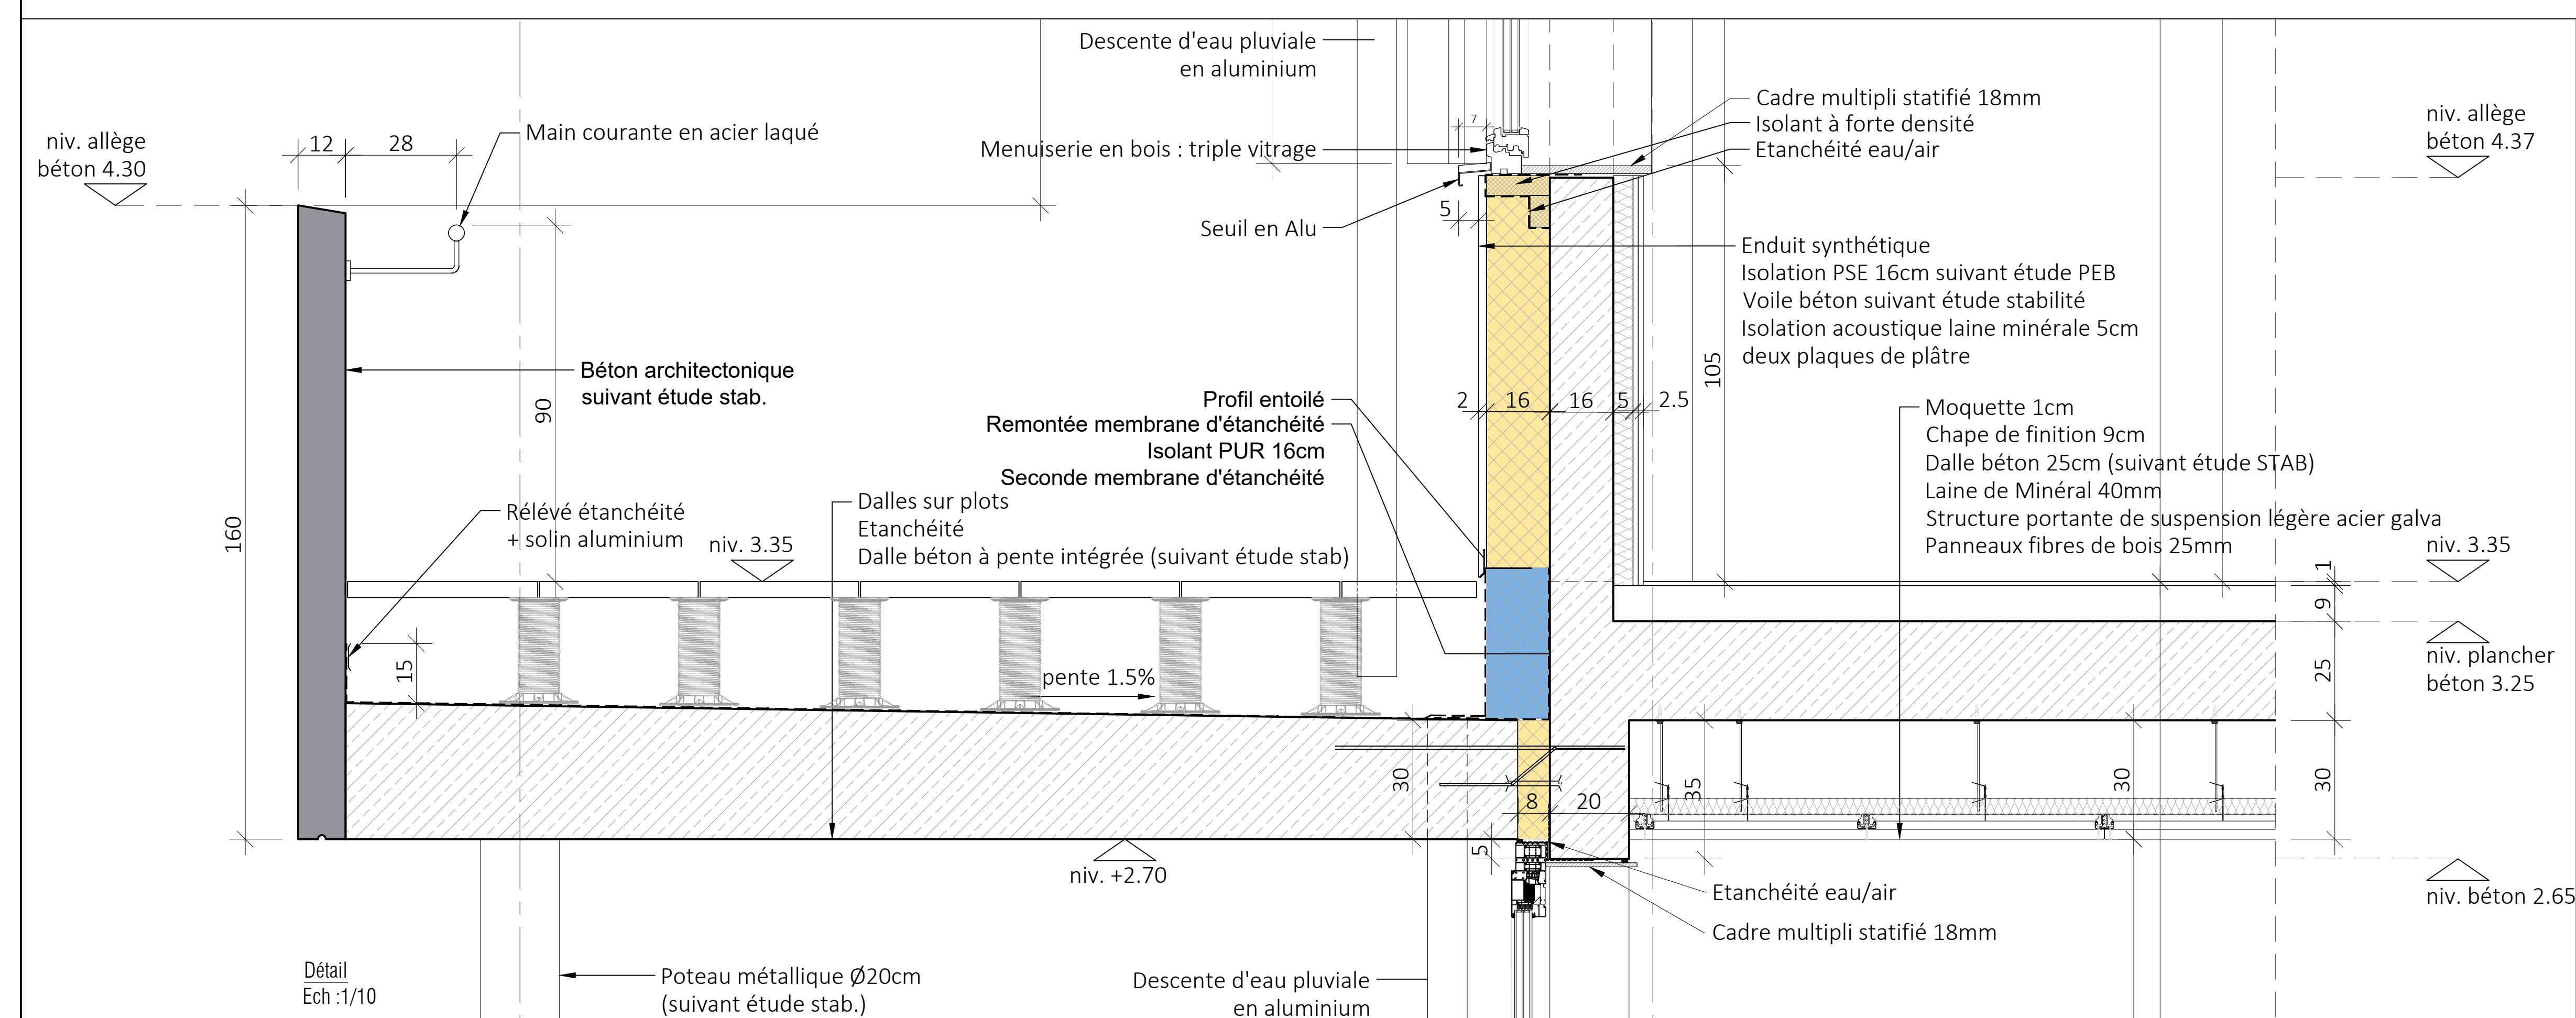 Descente d'eau pluviale
en aluminium
Cadre multipli statifié 18mm
Isolant à forte densité
Etanchéité eau/air
niv. allège
béton 4.30
12
28
Main courante en acier laqué
Menuiserie en bois : triple vitrage
7
niv. allège
béton 4.37
5
Seuil en Alu
Enduit synthétique
Isolation PSE 16cm suivant étude PEB
Voile béton suivant étude stabilité
Isolation acoustique laine minérale 5cm
deux plaques de plâtre
105
Béton architectonique
suivant étude stab.
90
Profil entoilé
Remontée membrane d'étanchéité
Isolant PUR 16cm
Seconde membrane d'étanchéité
2
16
16
5
2.5
Moquette 1cm
Chape de finition 9cm
Dalle béton 25cm (suivant étude STAB)
Laine de Minéral 40mm
Structure portante de suspension légère acier galva
Panneaux fibres de bois 25mm
160
Rélévé étanchéité
+ solin aluminium
niv. 3.35
Dalles sur plots
Etanchéité
Dalle béton à pente intégrée (suivant étude stab)
niv. 3.35
1
9
15
pente 1.5%
25
niv. plancher
béton 3.25
30
8
20
35
30
30
5
niv. +2.70
Etanchéité eau/air
niv. béton 2.65
Cadre multipli statifié 18mm
Détail
Ech :1/10
Poteau métallique Ø20cm
(suivant étude stab.)
Descente d'eau pluviale
en aluminium